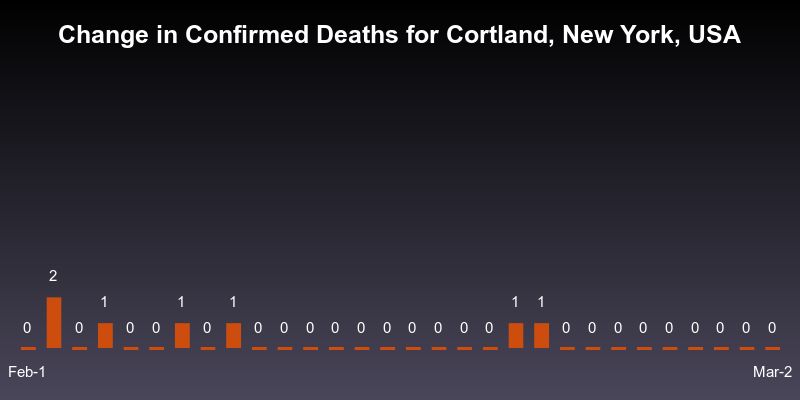 Change in Confirmed Deaths for Cortland, New York, USA
2
1 1 1 1 1
0 0 0 0 0 0 0 0 0 0 0 0 0 0 0 0 0 0 0 0 0 0 0 0
Feb-1 Mar-2